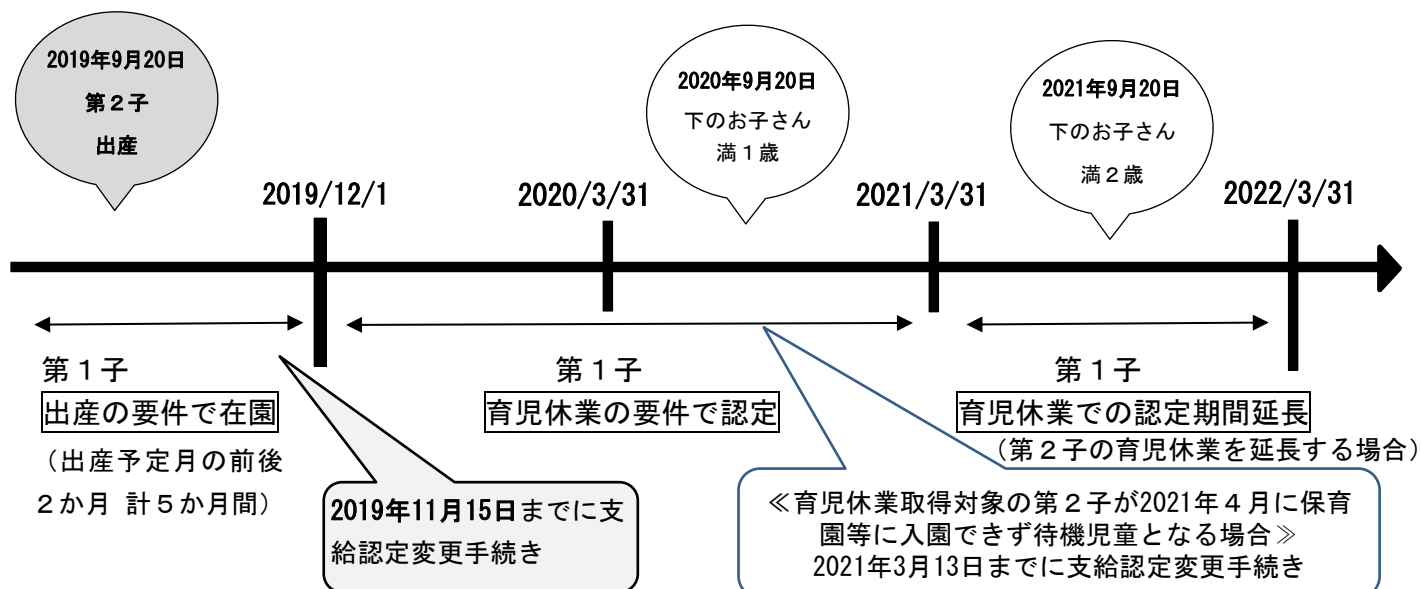 2019年9月20日
第２子
出産
2020年9月20日
下のお子さん
満１歳
2021年9月20日
下のお子さん
満２歳
2019/12/1
2020/3/31
2021/3/31
2022/3/31
第１子
出産の要件で在園
（出産予定月の前後
２か月 計５か月間）
第１子
育児休業の要件で認定
第１子
育児休業での認定期間延長
（第２子の育児休業を延長する場合）
2019年11月15日までに支
給認定変更手続き
≪育児休業取得対象の第２子が2021年４月に保育
園等に入園できず待機児童となる場合≫
2021年3月13日までに支給認定変更手続き